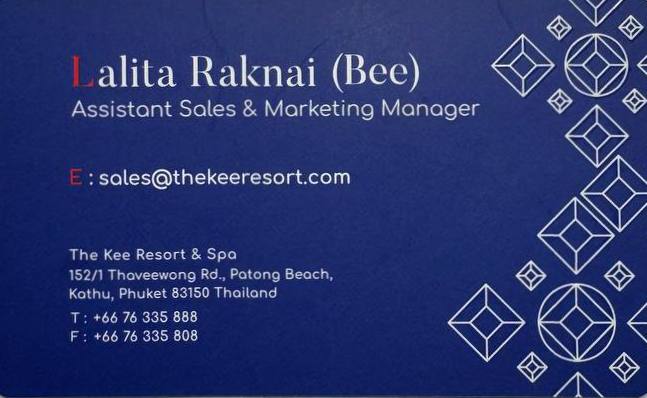 Lalita Raknai (Bee)
Assistant Sales & Marketing Manager
E : sales@thekeeresort.com
The Kee Resort & Spa
152/1 Thaveewong Rd., Patong Beach,
Kathu, Phuket 83150 Thailand
T : +66 76 335 888
F : +66 76 335 808